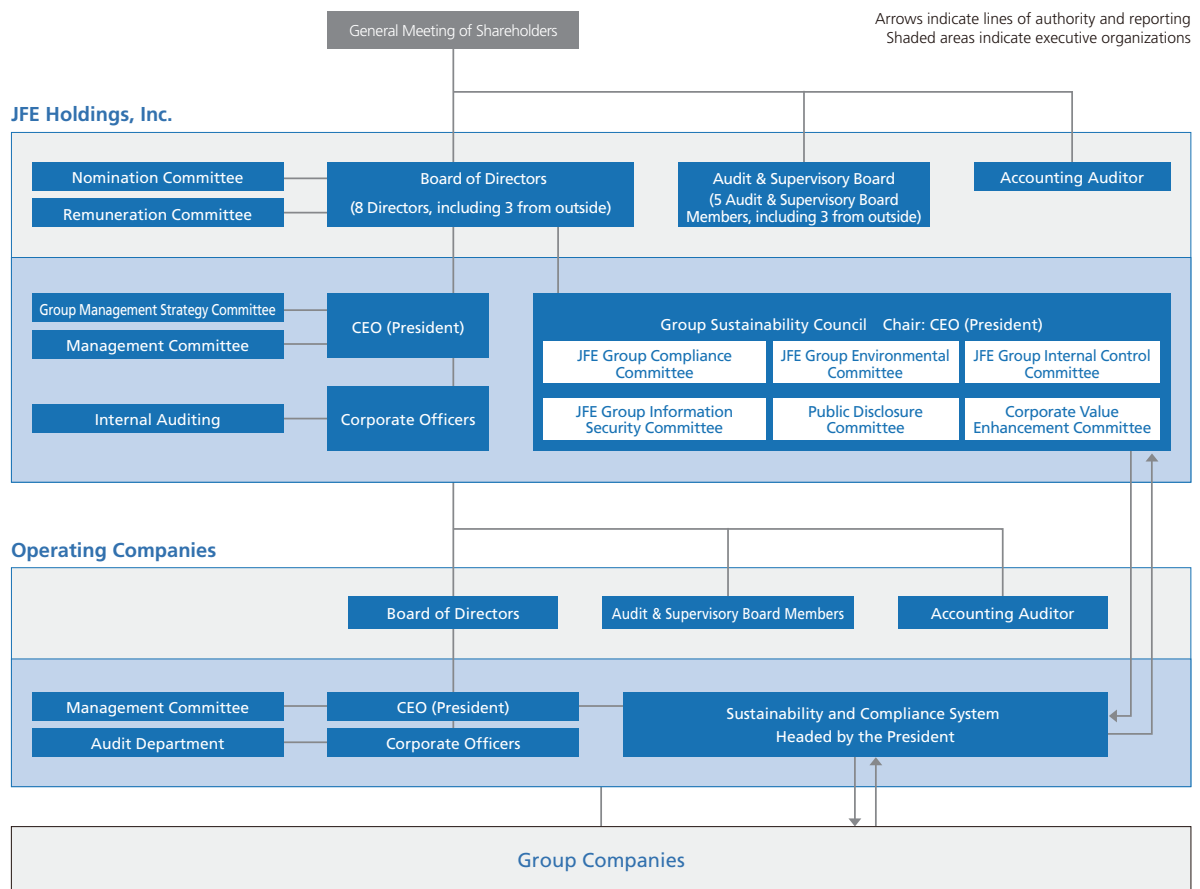 General Meeting of Shareholders
Arrows indicate lines of authority and reporting
Shaded areas indicate executive organizations
JFE Holdings, Inc.
Nomination Committee
Remuneration Committee
Board of Directors
(8 Directors, including 3 from outside)
Audit & Supervisory Board
(5 Audit & Supervisory Board
Members, including 3 from outside)
Accounting Auditor
Group Management Strategy Committee
Management Committee
CEO (President)
Internal Auditing
Corporate Officers
Group Sustainability Council Chair: CEO (President)
JFE Group Compliance
Committee
JFE Group Environmental
Committee
JFE Group Internal Control
Committee
JFE Group Information
Security Committee
Public Disclosure
Committee
Corporate Value
Enhancement Committee
Operating Companies
Board of Directors
Audit & Supervisory Board Members
Accounting Auditor
Management Committee
Audit Department
CEO (President)
Corporate Officers
Sustainability and Compliance System
Headed by the President
Group Companies